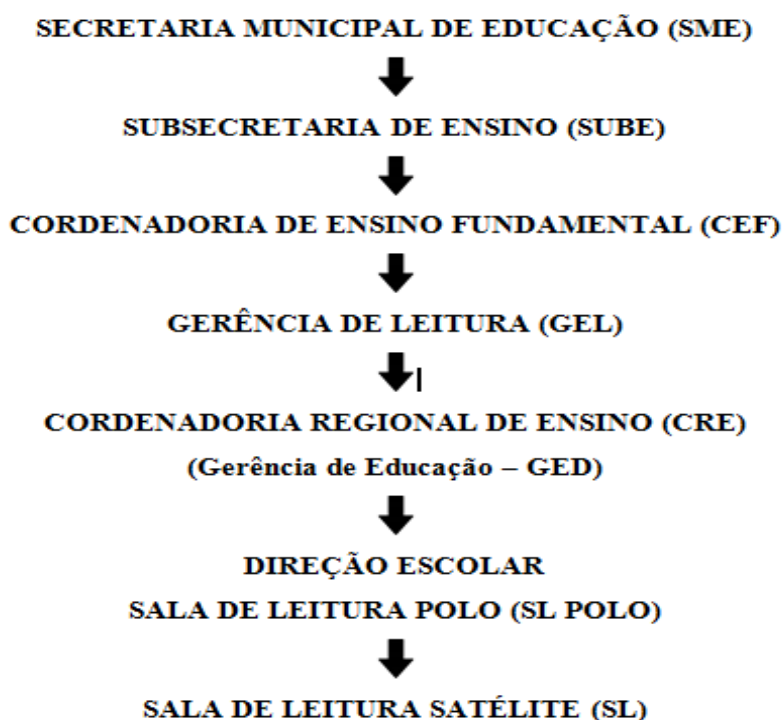 SECRETARIA MUNICIPAL DE EDUCAÇÃO (SME)
SUBSECRETARIA DE ENSINO (SUBE)
CORDENADORIA DE ENSINO FUNDAMENTAL (CEF)
GERÊNCIA DE LEITURA (GEL)
CORDENADORIA REGIONAL DE ENSINO (CRE)
(Gerência de Educação – GED)
DIREÇÃO ESCOLAR
SALA DE LEITURA POLO (SL POLO)
SALA DE LEITURA SATÉLITE (SL)